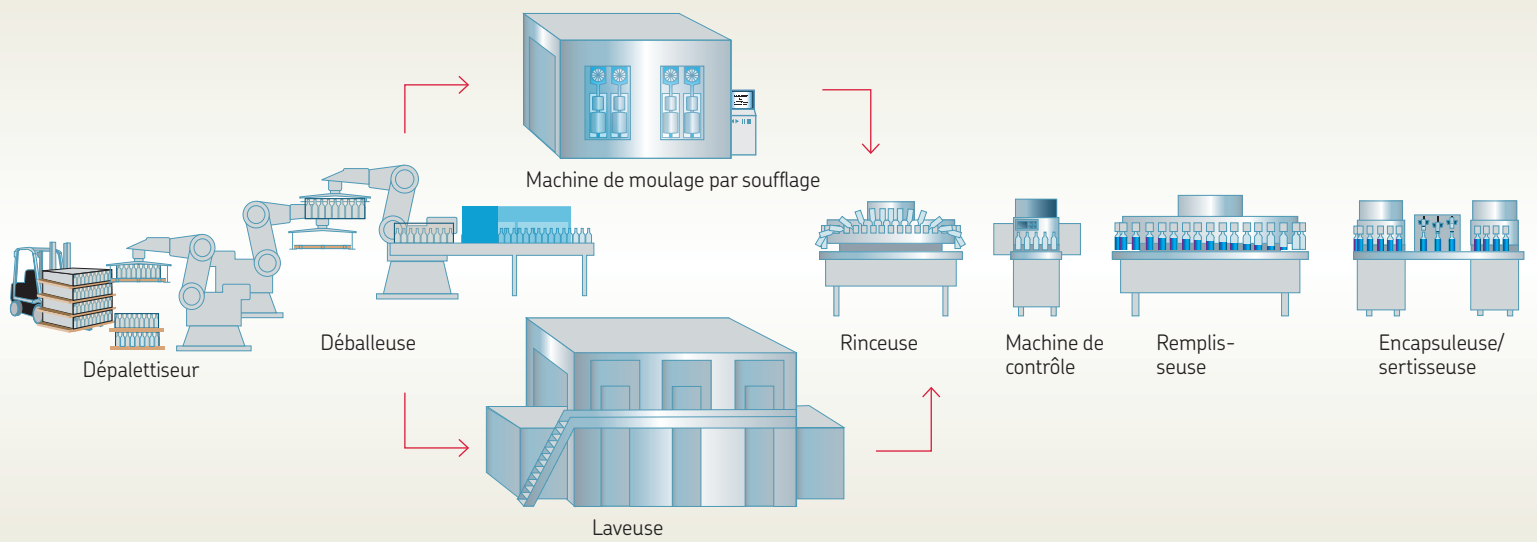 Machine de moulage par soufflage
Dépalettiseur
Déballeuse
Laveuse
Rinceuse
Machine de
contrôle
Remplis-
seuse
Encapsuleuse/
sertisseuse